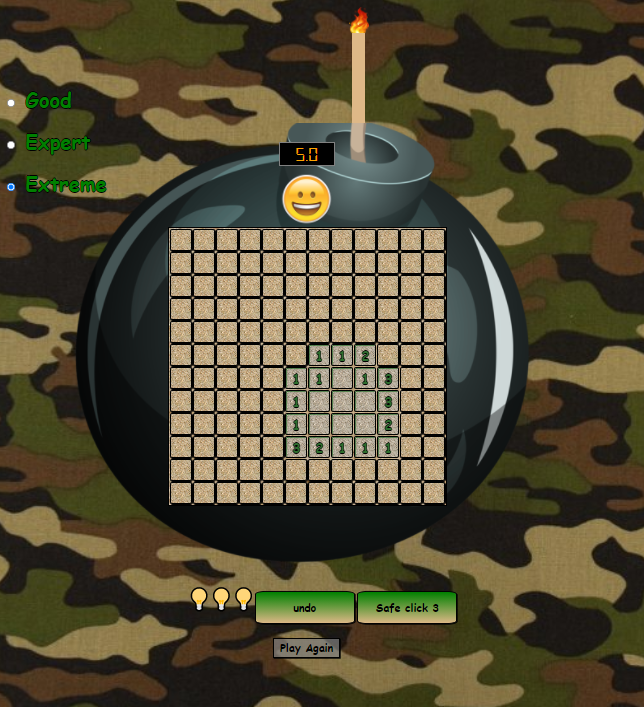 Good
Expert
Extreme
5.0
1 1 2
1 1 1 3
1 3
1 2
3 2 1 1 1
undo
Safe click 3
Play Again